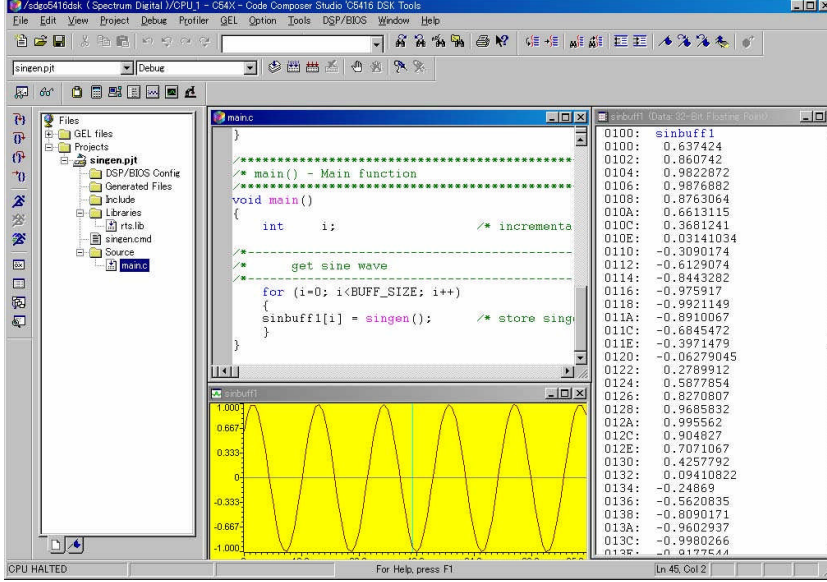 /sdgo5416dsk (Spectrum Digital )/CPU_1 - C54X - Code Composer Studio 'C5416 DSK Tools
File Edit View Project Debug Profiler GEL Option Tools DSP/BIOS Window Help
singen.pjt Debug
Files
GEL files
Projects
singen.pjt
DSP/BIOS Config
Generated Files
Include
Libraries
rts.lib
singen.cmd
Source
main.c
main.c
}
/* main() - Main function
void main()
{
int i; /* incrementa
/*
/* get sine wave
/*
for (i=0; i<BUFF_SIZE; i++)
{
sinbuff1[i] = singen(); /* store sing
}
}
sinbuff1
1.000
0.667
0.333
0
-0.333
-0.667
-1.000
sinbuff1 (Data: 32-Bit Floating Point)
0100: sinbuff1
0100: 0.637424
0102: 0.860742
0104: 0.9822872
0106: 0.9876882
0108: 0.8763064
010A: 0.6613115
010C: 0.3681241
010E: 0.03141034
0110: -0.3090174
0112: -0.6129074
0114: -0.8443282
0116: -0.975917
0118: -0.9921149
011A: -0.8910067
011C: -0.6845472
011E: -0.3971479
0120: -0.06279045
0122: 0.2789912
0124: 0.5877854
0126: 0.8270807
0128: 0.9685832
012A: 0.995562
012C: 0.904827
012E: 0.7071067
0130: 0.4257792
0132: 0.09410822
0134: -0.24869
0136: -0.5620835
0138: -0.8090171
013A: -0.9602937
013C: -0.9980266
013E: -0.9177544
CPU HALTED
For Help, press F1
Ln 45, Col 2